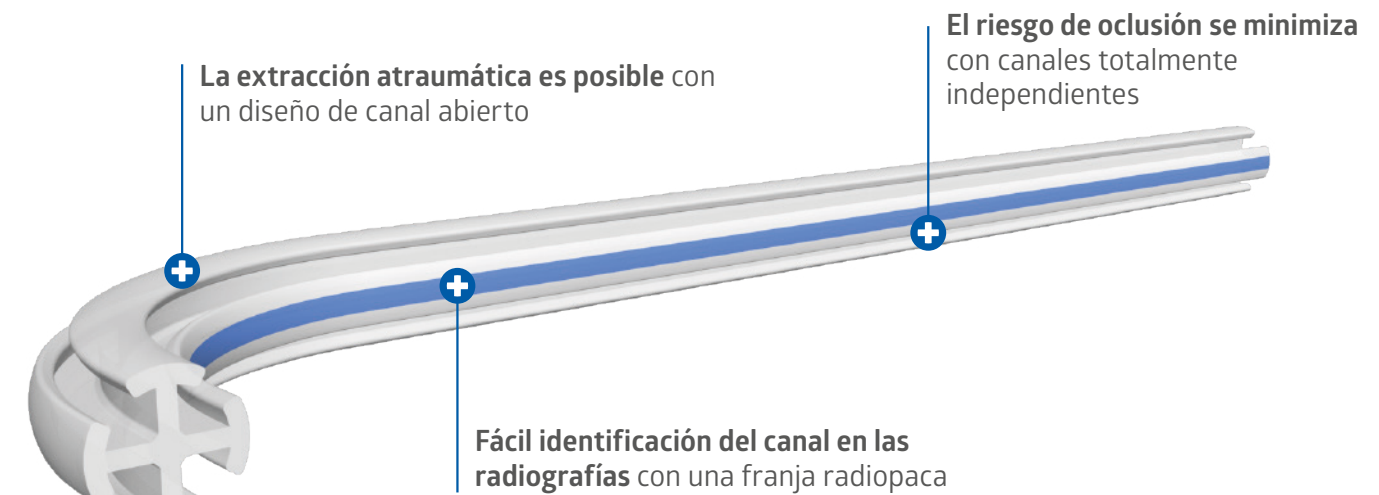 La extracción atraumática es posible con
un diseño de canal abierto
El riesgo de oclusión se minimiza
con canales totalmente
independientes
Fácil identificación del canal en las
radiografías con una franja radiopaca